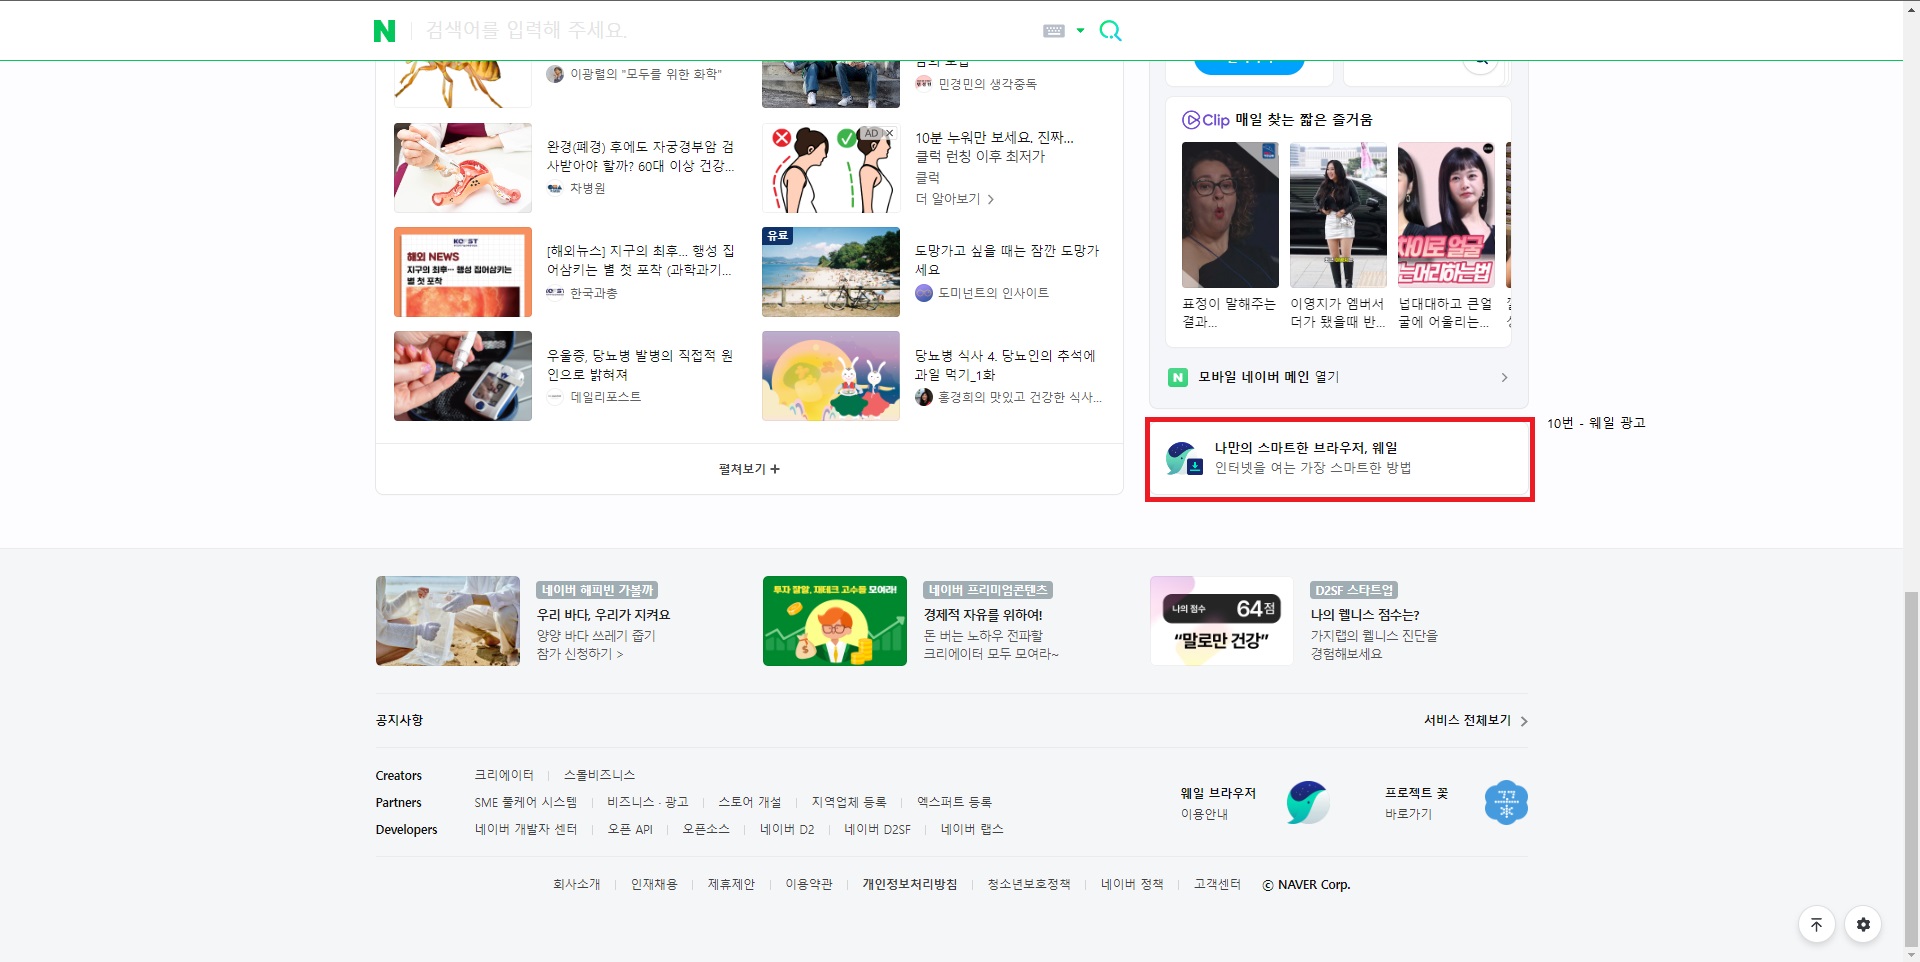 N
검색어를 입력해 주세요.
이광렬의 "모두를 위한 화학"
민경민의 생각중독
완경(폐경) 후에도 자궁경부암 검
사받아야 할까? 60대 이상 건강...
차병원
AD
10분 누워만 보세요. 진짜...
클럭 런칭 이후 최저가
클럭
더 알아보기
해외 NEWS
지구의 최후... 행성 집어삼키는
별 첫 포착
[해외뉴스] 지구의 최후... 행성 집
어삼키는 별 첫 포착 (과학과기...
한국과총
유료
도망가고 싶을 때는 잠깐 도망가
세요
도미넌트의 인사이트
우울증, 당뇨병 발병의 직접적 원
인으로 밝혀져
데일리포스트
당뇨병 식사 4. 당뇨인의 추석에
과일 먹기_1화
홍경희의 맛있고 건강한 식사...
펼쳐보기
Clip 매일 찾는 짧은 즐거움
차이로 얼굴
는머리하는법
표정이 말해주는
결과...
이영지가 엠버서
더가 됐을때 반...
넙대대하고 큰얼
굴에 어울리는...
N 모바일 네이버 메인 열기
나만의 스마트한 브라우저, 웨일
인터넷을 여는 가장 스마트한 방법
10번 - 웨일 광고
네이버 해피빈 가볼까
우리 바다, 우리가 지켜요
양양 바다 쓰레기 줍기
참가 신청하기 >
투자 잘알, 재테크 고수들 모여라!
네이버 프리미엄콘텐츠
경제적 자유를 위하여!
돈 버는 노하우 전파할
크리에이터 모두 모여라~
나의 점수 64점
"말로만 건강"
D2SF 스타트업
나의 웰니스 점수는?
가지랩의 웰니스 진단을
경험해보세요
공지사항
서비스 전체보기
Creators 크리에이터 스몰비즈니스
Partners SME 풀케어 시스템 비즈니스 · 광고 스토어 개설 지역업체 등록 엑스퍼트 등록
Developers 네이버 개발자 센터 오픈 API 오픈소스 네이버 D2 네이버 D2SF 네이버 랩스
웨일 브라우저
이용안내
프로젝트 꽃
바로가기
회사소개 인재채용 제휴제안 이용약관 개인정보처리방침 청소년보호정책 네이버 정책 고객센터 ⓒ NAVER Corp.